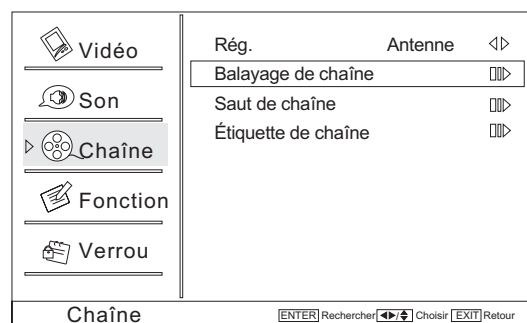 Vidéo
Son
Chaîne
Fonction
Verrou
Rég. Antenne
Balayage de chaîne
Saut de chaîne
Étiquette de chaîne
Chaîne
ENTER Rechercher / Choisir EXIT Retour